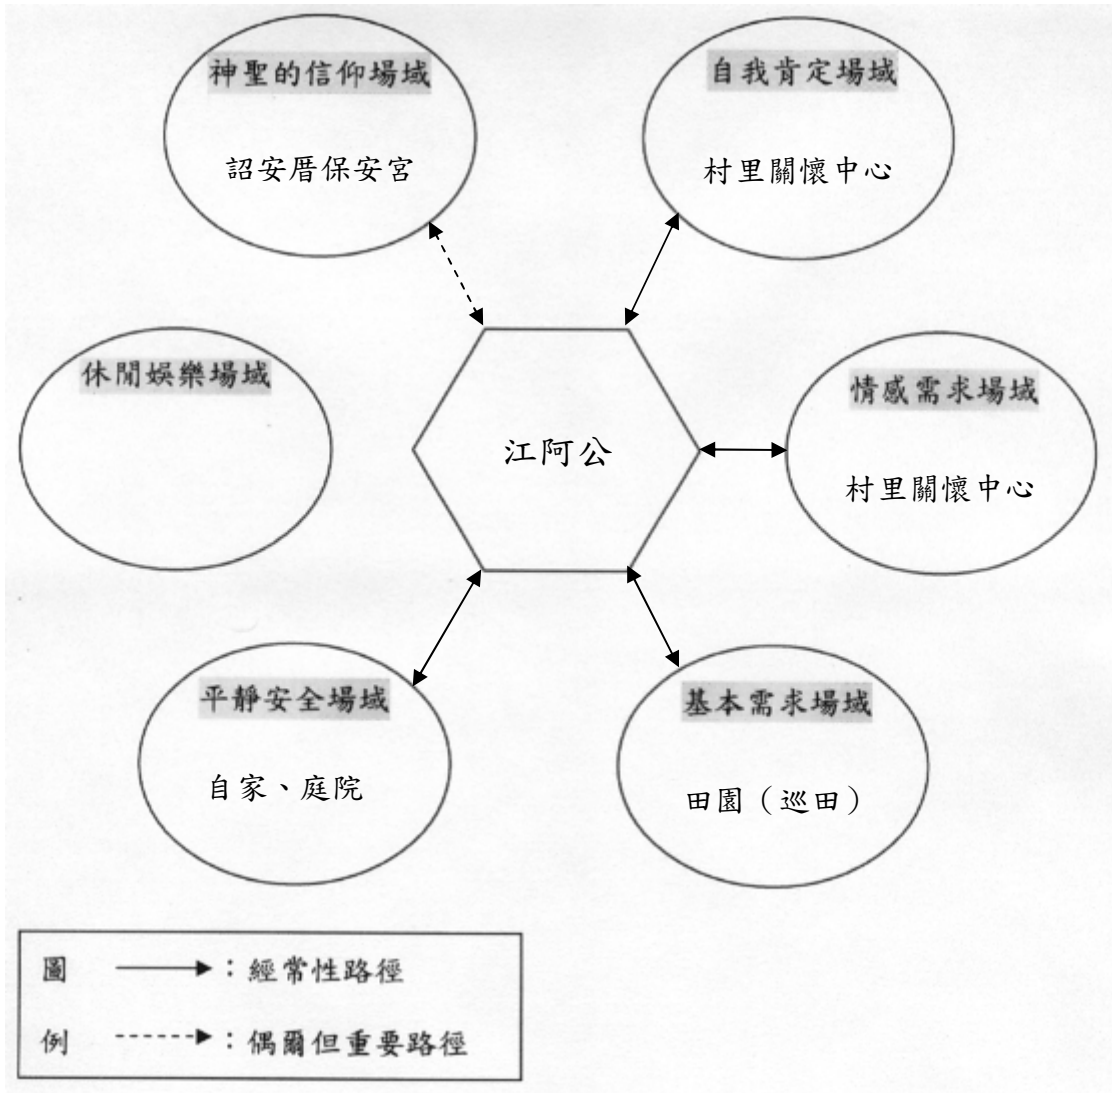 神聖的信仰場域
詔安厝保安宮
自我肯定場域
村里關懷中心
休閒娛樂場域
江阿公
情感需求場域
村里關懷中心
平靜安全場域
自家、庭院
基本需求場域
田園（巡田）
圖 ：經常性路徑
例 ：偶爾但重要路徑